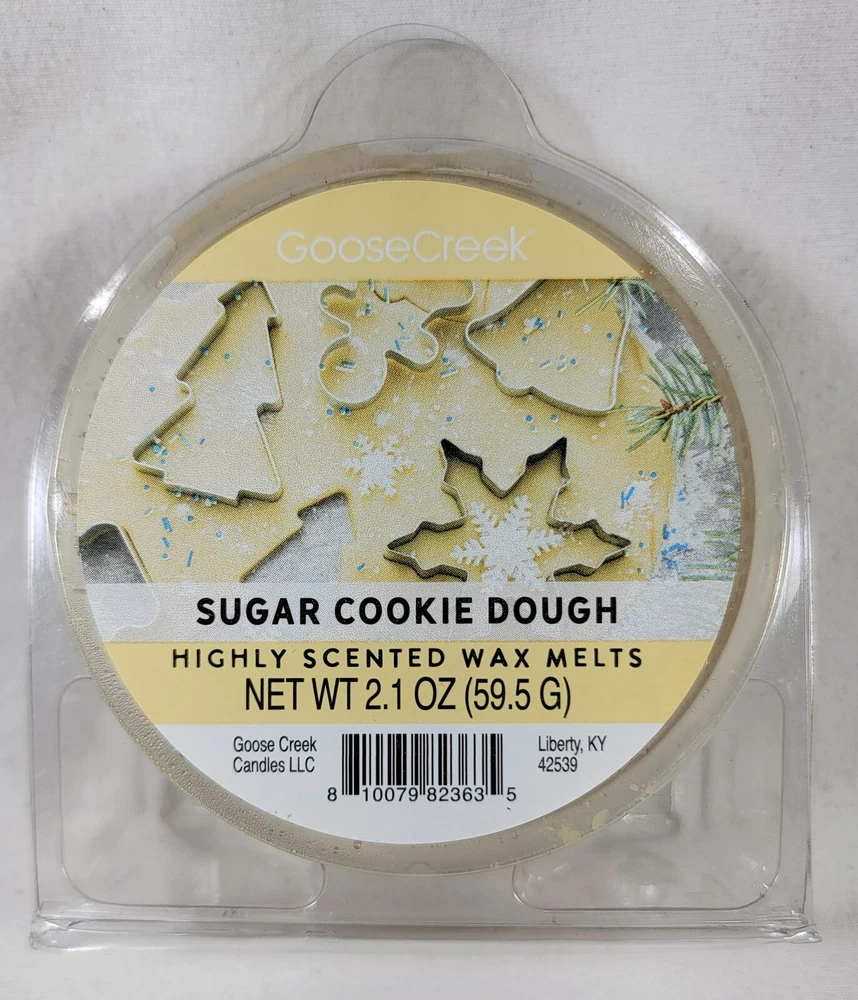 GooseCreek
SUGAR COOKIE DOUGH
HIGHLY SCENTED WAX MELTS
NET WT 2.1 OZ (59.5 G)
Goose Creek
Candles LLC
8 10079 82363 5
Liberty, KY
42539